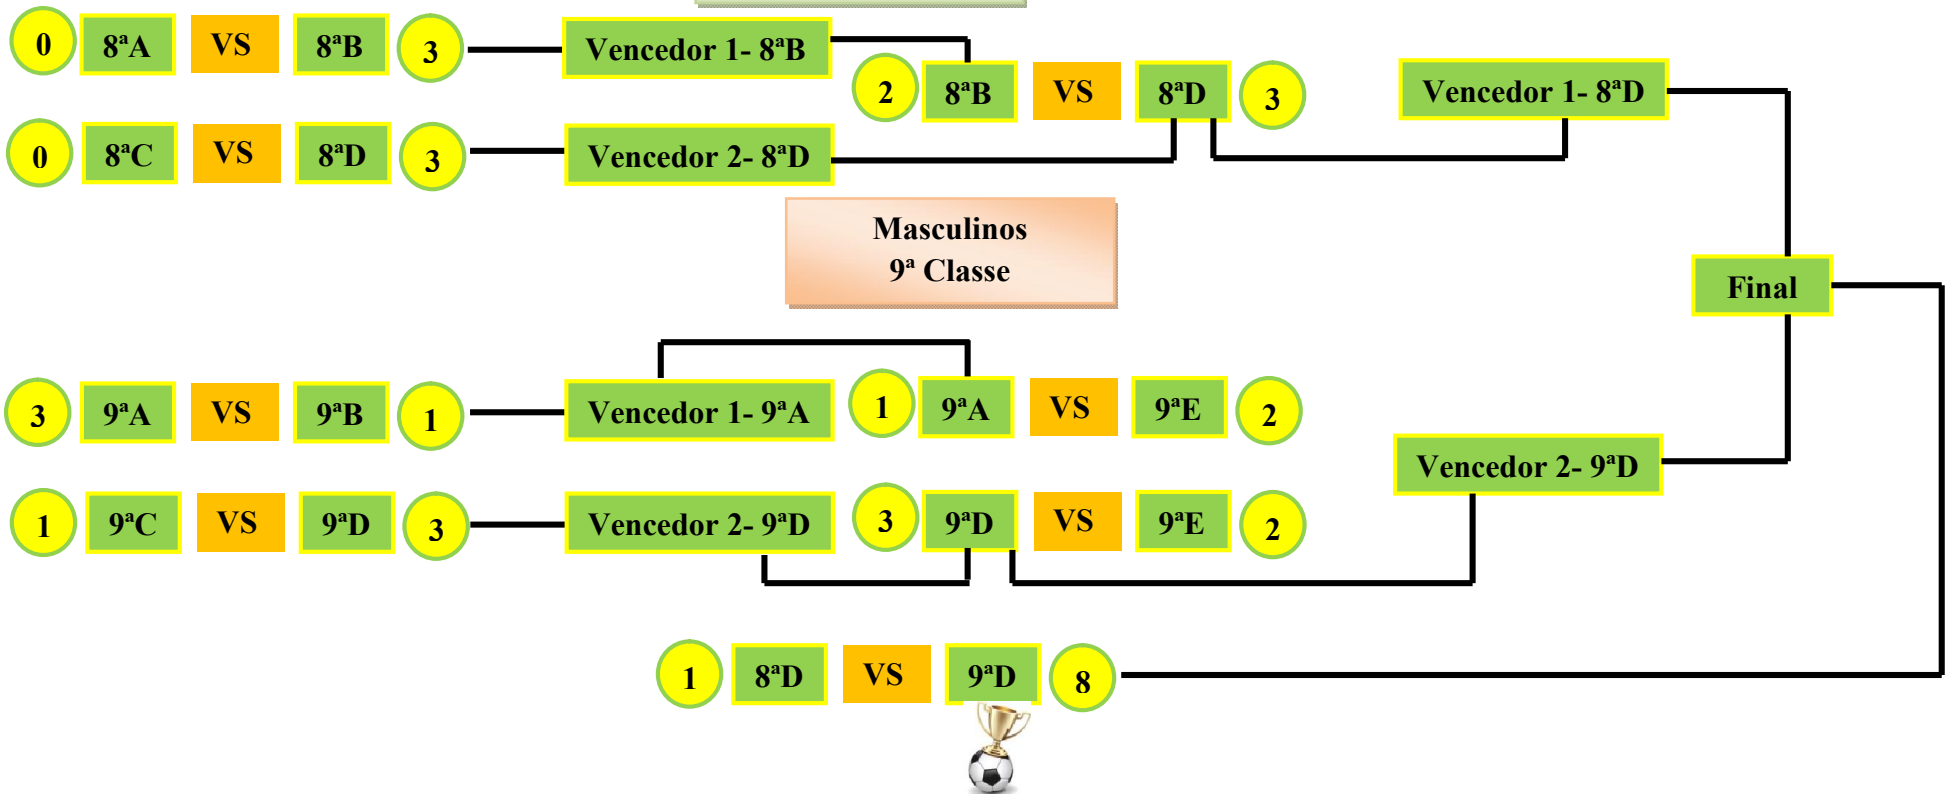 0 8ªA VS 8ªB 3 Vencedor 1- 8ªB
2 8ªB VS 8ªD 3 Vencedor 1- 8ªD
0 8ªC VS 8ªD 3 Vencedor 2- 8ªD
Masculinos
9ª Classe
Final
3 9ªA VS 9ªB 1 Vencedor 1- 9ªA 1 9ªA VS 9ªE 2
Vencedor 2- 9ªD
1 9ªC VS 9ªD 3 Vencedor 2- 9ªD 3 9ªD VS 9ªE 2
1 8ªD VS 9ªD 8